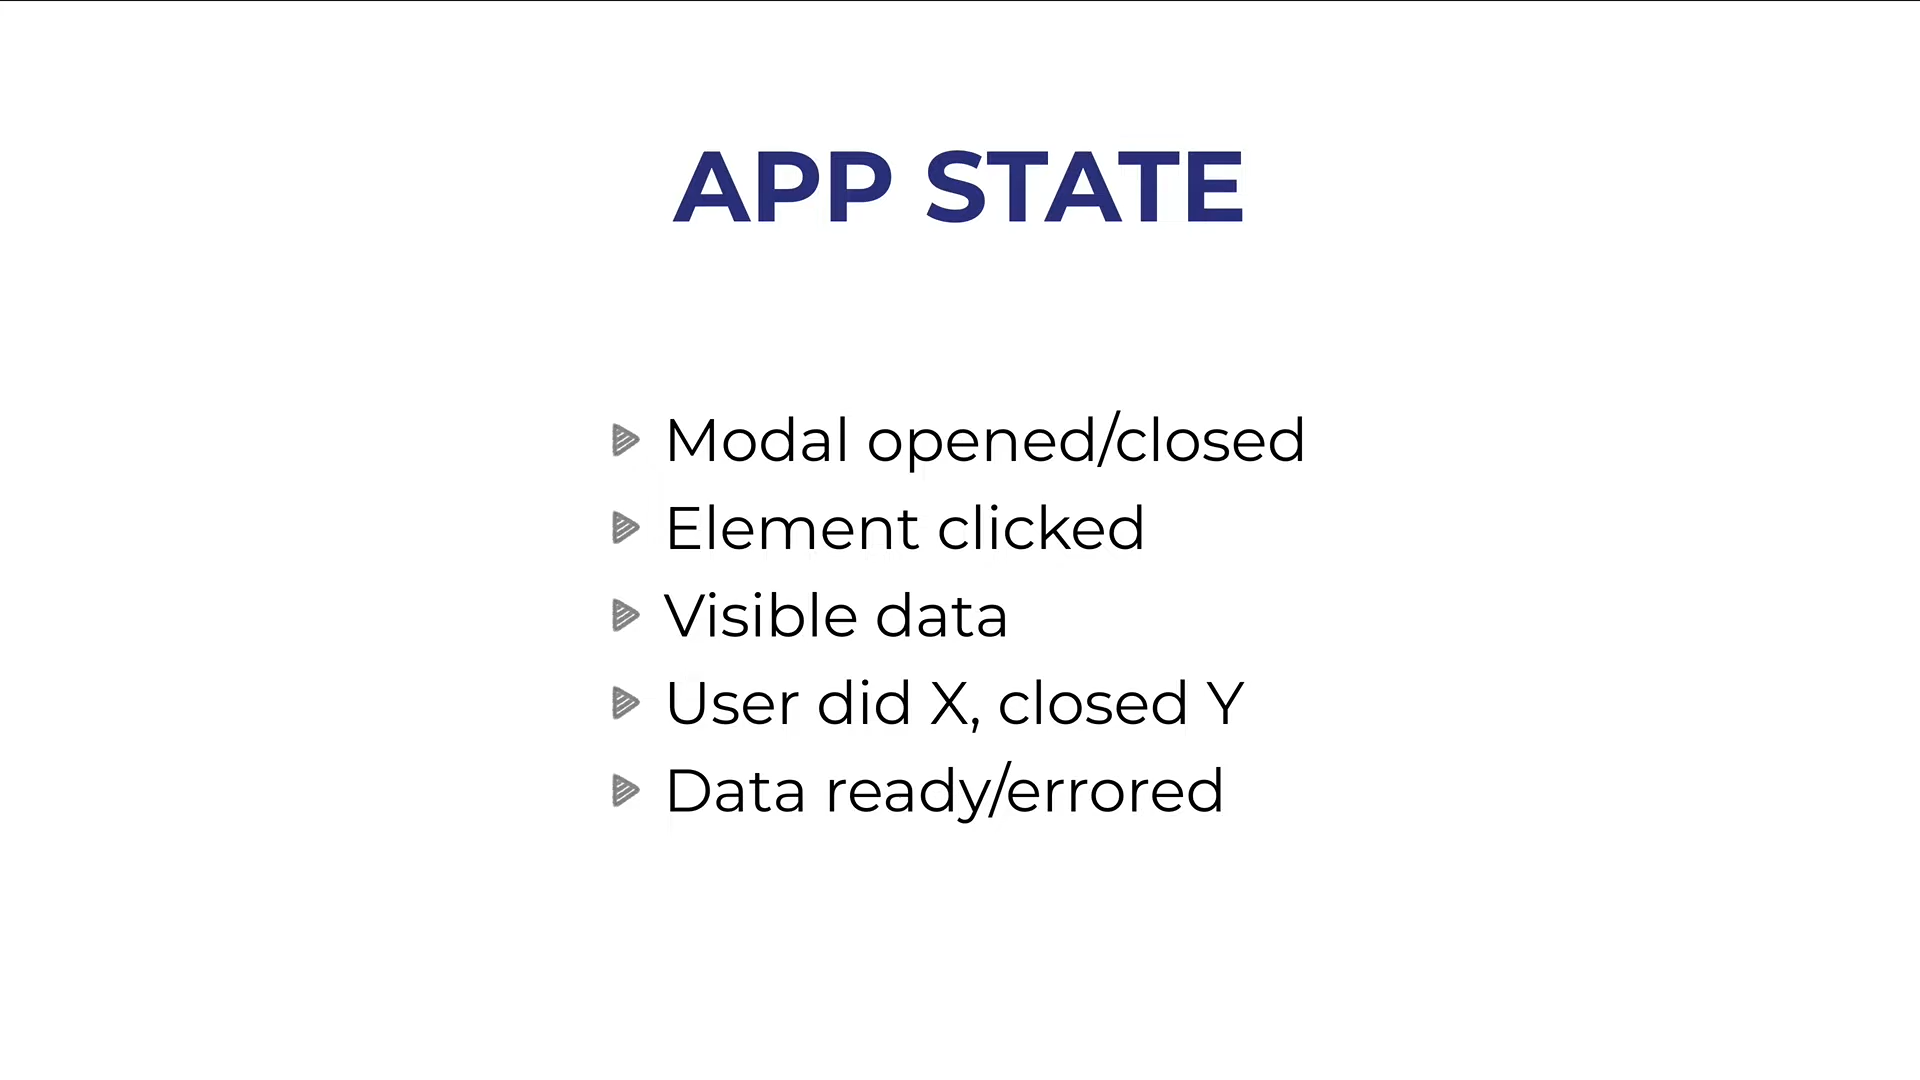 APP STATE
Modal opened/closed
Element clicked
Visible data
User did X, closed Y
Data ready/errored